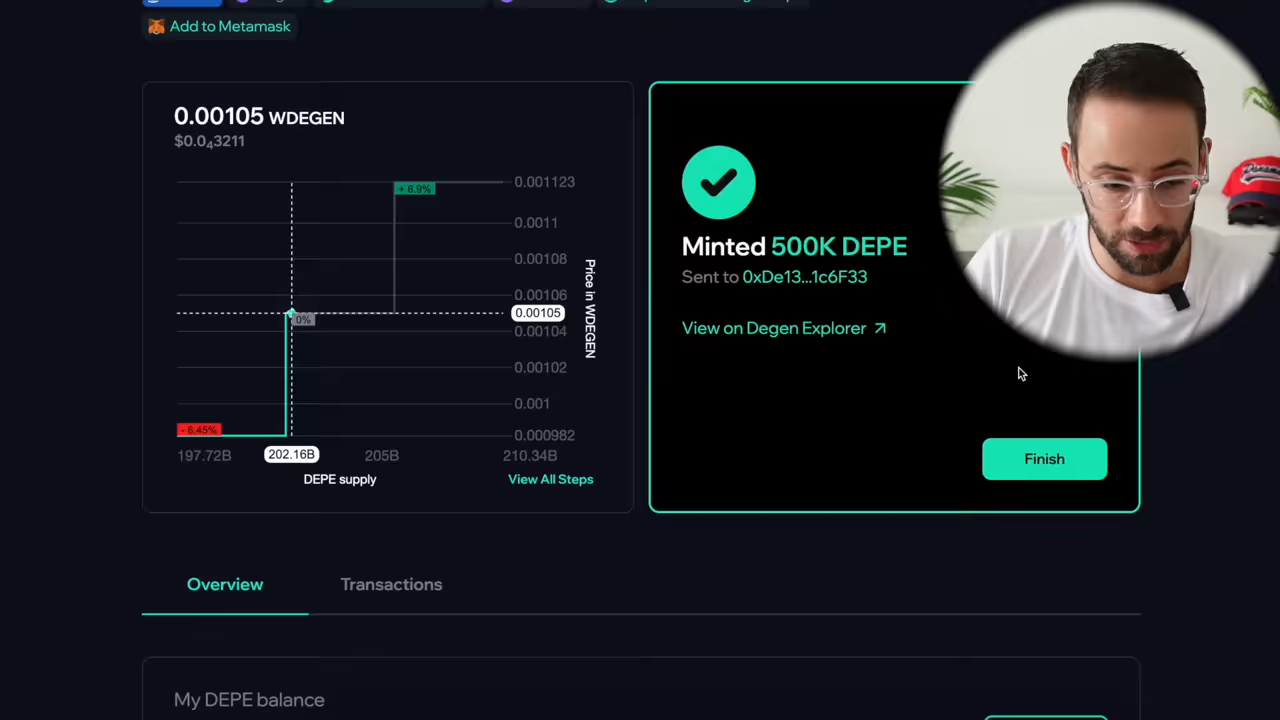 Add to Metamask
0.00105 WDEGEN
$0.0₄3211
+ 6.9%
0.001123
0.0011
0.00108
0.00106
0.00105
0.00104
0.00102
0.001
0.000982
0%
- 6.45%
Price in WDEGEN
197.72B
202.16B
205B
210.34B
DEPE supply
View All Steps
Minted 500K DEPE
Sent to 0xDe13...1c6F33
View on Degen Explorer
Finish
Overview
Transactions
My DEPE balance